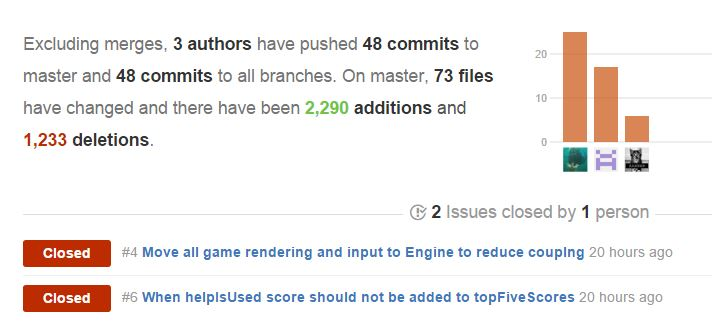 Excluding merges, 3 authors have pushed 48 commits to
master and 48 commits to all branches. On master, 73 files
have changed and there have been 2,290 additions and
1,233 deletions.
20
10
0
2 Issues closed by 1 person
Closed #4 Move all game rendering and input to Engine to reduce coupIng 20 hours ago
Closed #6 When helpIsUsed score should not be added to topFiveScores 20 hours ago